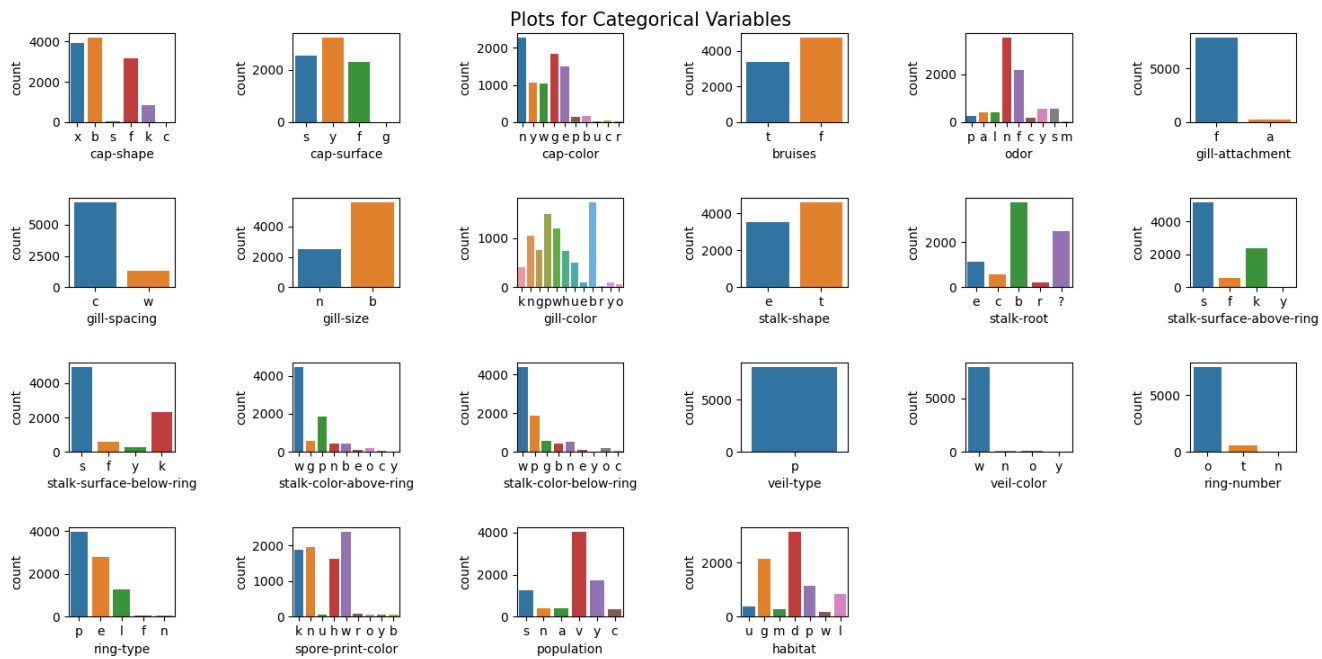 Plots for Categorical Variables
4000
2000
0
count
x b s f k c
cap-shape
2000
0
count
s y f g
cap-surface
2000
1000
0
count
n y w g e p b u c r
cap-color
4000
2000
0
count
t f
bruises
2000
0
count
p a l n f c y s m
odor
5000
0
count
f a
gill-attachment
5000
2500
0
count
c w
gill-spacing
4000
2000
0
count
n b
gill-size
1000
0
count
k n g p w h u e b r y o
gill-color
4000
2000
0
count
e t
stalk-shape
2000
0
count
e c b r ?
stalk-root
4000
2000
0
count
s f k y
stalk-surface-above-ring
4000
2000
0
count
s f y k
stalk-surface-below-ring
4000
2000
0
count
w g p n b e o c y
stalk-color-above-ring
4000
2000
0
count
w p g b n e y o c
stalk-color-below-ring
5000
0
count
p
veil-type
5000
0
count
w n o y
veil-color
5000
0
count
o t n
ring-number
4000
2000
0
count
p e l f n
ring-type
2000
1000
0
count
k n u h w r o y b
spore-print-color
4000
2000
0
count
s n a v y c
population
2000
0
count
u g m d p w l
habitat